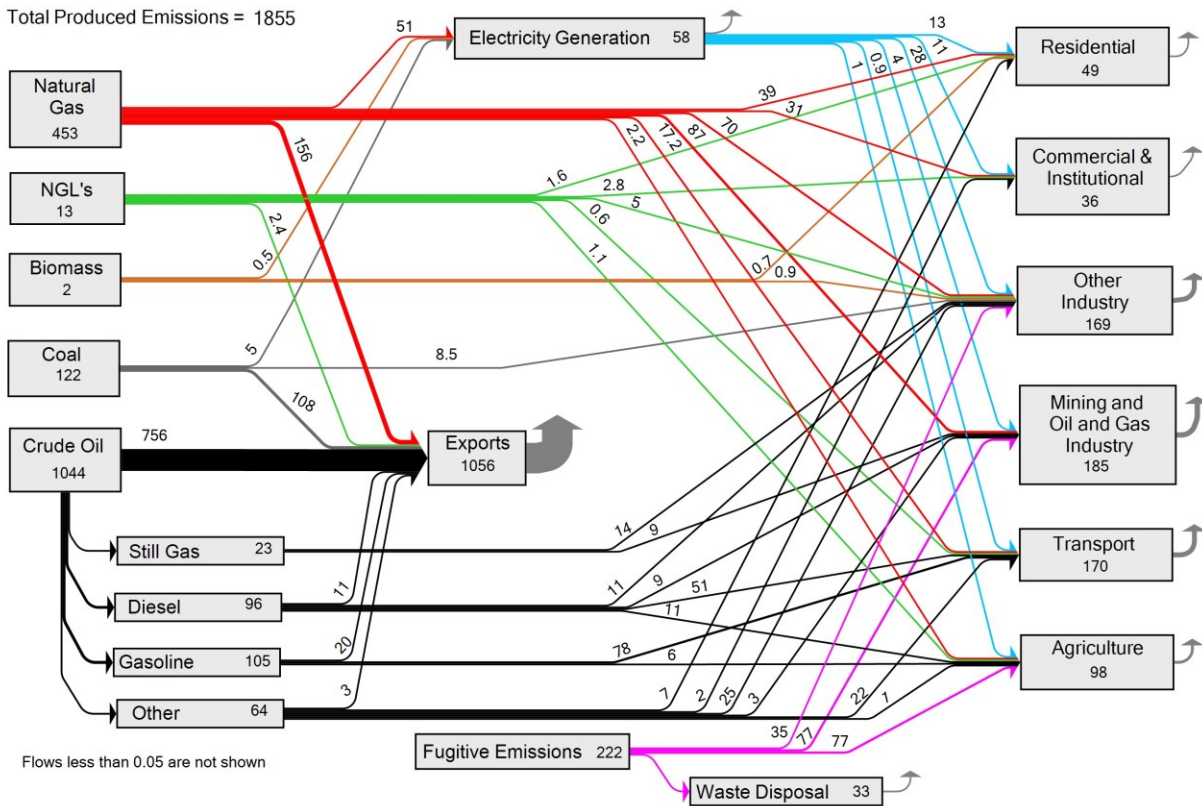 Total Produced Emissions = 1855
51
Electricity Generation 58
13
Residential
49
Natural
Gas
453
1
0.9
4
28
11
39
31
156
2.2
17.2
87
70
Commercial &
Institutional
36
NGL's
13
1.6
2.8
5
0.6
2.4
1.1
Biomass
2
0.5
0.7
0.9
Other
Industry
169
Coal
122
5
8.5
108
Mining and
Oil and Gas
Industry
185
Crude Oil
1044
756
Exports
1056
Still Gas 23
14
9
Transport
170
Diesel 96
11
11
9
51
11
Gasoline 105
20
78
6
Agriculture
98
Other 64
3
7
2
25
3
22
1
Fugitive Emissions 222
35
77
77
Flows less than 0.05 are not shown
Waste Disposal 33